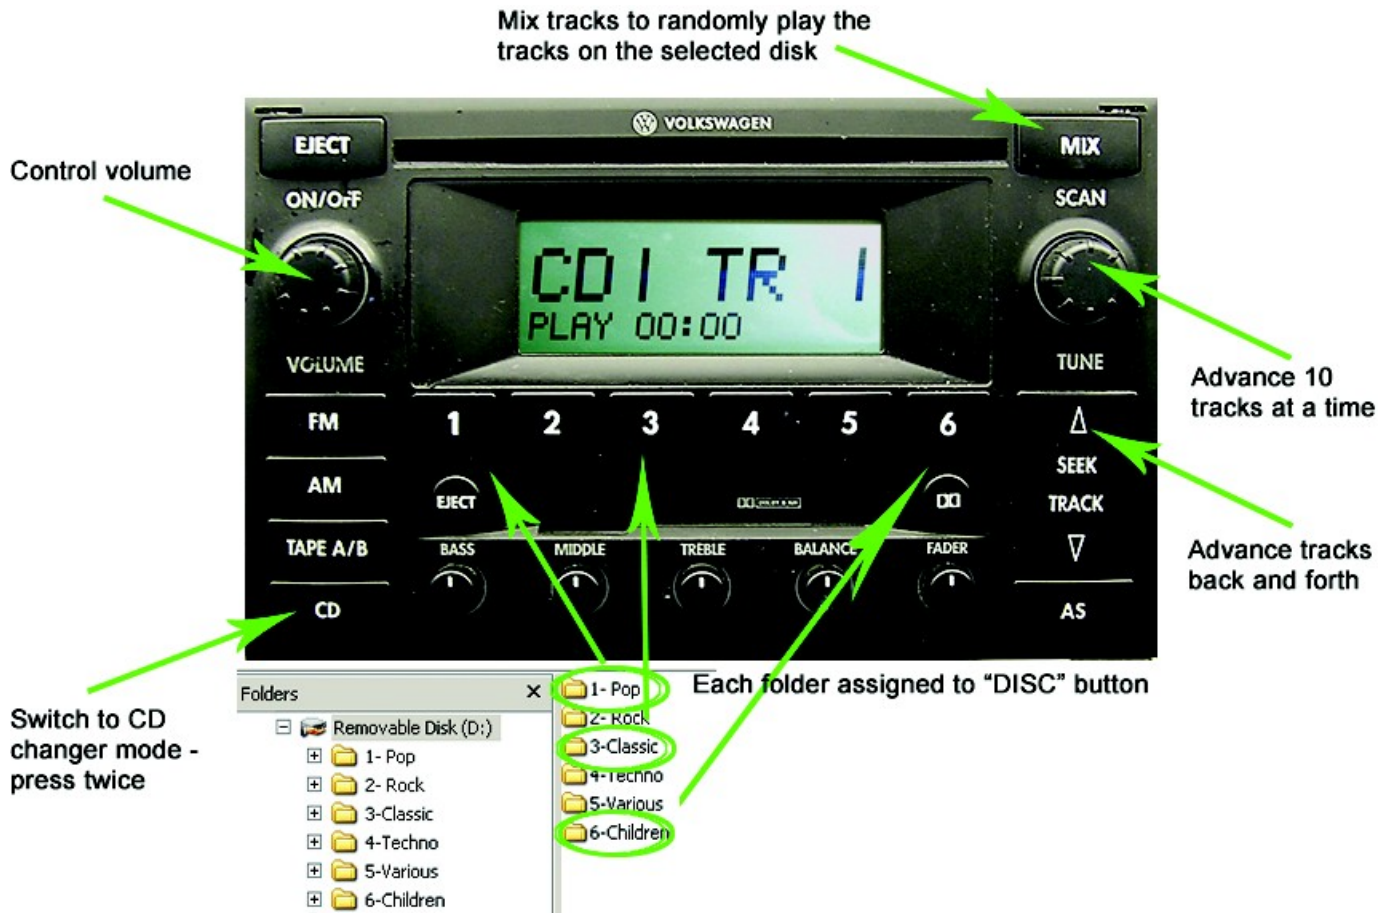 Mix tracks to randomly play the
tracks on the selected disk
VOLKSWAGEN
EJECT
MIX
Control volume
ON/OFF
SCAN
CD1 TR 1
PLAY 00:00
VOLUME
TUNE
Advance 10
tracks at a time
FM
1 2 3 4 5 6
SEEK
AM
EJECT
TRACK
TAPE A/B
BASS MIDDLE TREBLE BALANCE FADER
Advance tracks
back and forth
CD
AS
Each folder assigned to “DISC” button
Switch to CD
changer mode -
press twice
Folders x
Removable Disk (D:)
1- Pop
2- Rock
3-Classic
4-Techno
5-Various
6-Children
1- Pop
2- Rock
3-Classic
4-Techno
5-Various
6-Children